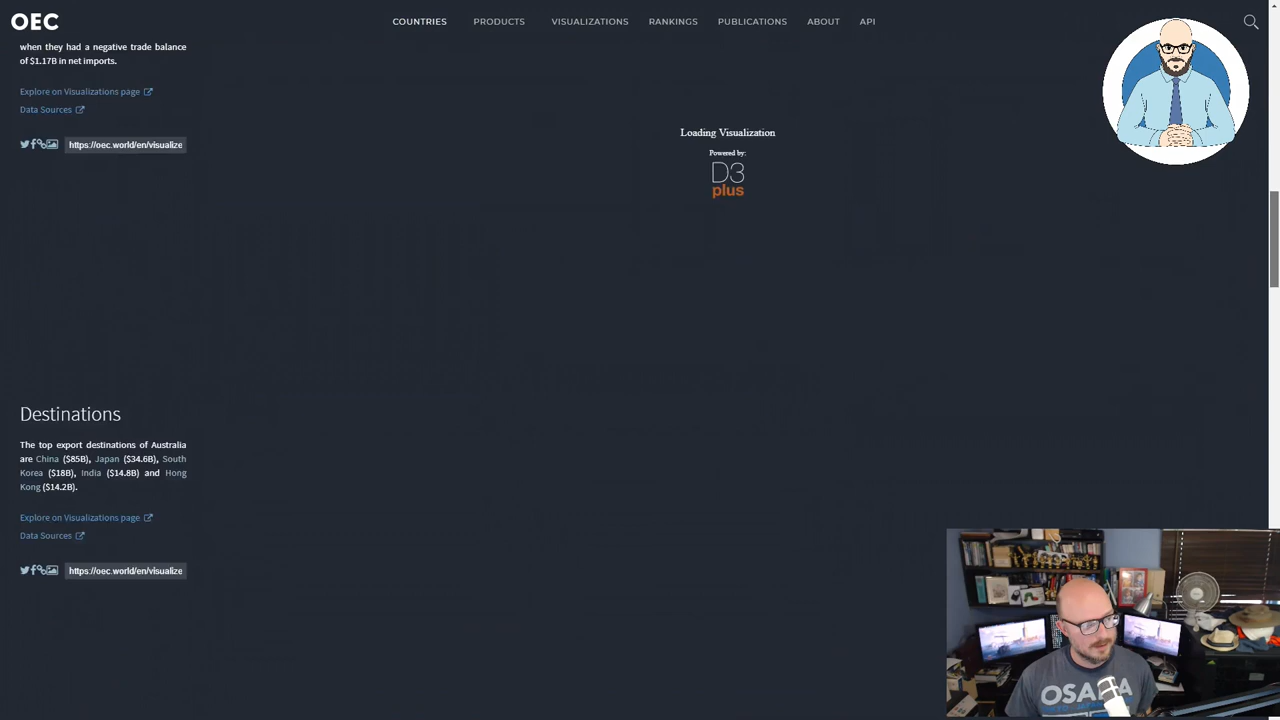 OEC
COUNTRIES PRODUCTS VISUALIZATIONS RANKINGS PUBLICATIONS ABOUT API
when they had a negative trade balance
of $1.17B in net imports.
Explore on Visualizations page
Data Sources
https://oec.world/en/visualize
Loading Visualization
Powered by:
D3
plus
Destinations
The top export destinations of Australia
are China ($85B), Japan ($34.6B), South
Korea ($18B), India ($14.8B) and Hong
Kong ($14.2B).
Explore on Visualizations page
Data Sources
https://oec.world/en/visualize
OSAKA